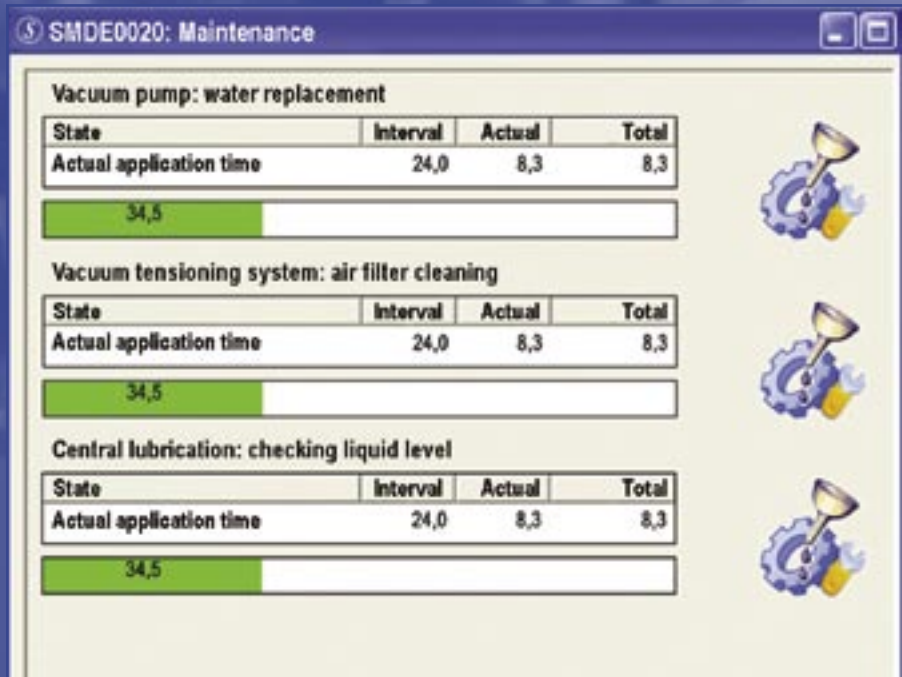 SMDE0020: Maintenance
Vacuum pump: water replacement
State Interval Actual Total
Actual application time 24,0 8,3 8,3
34,5
Vacuum tensioning system: air filter cleaning
State Interval Actual Total
Actual application time 24,0 8,3 8,3
34,5
Central lubrication: checking liquid level
State Interval Actual Total
Actual application time 24,0 8,3 8,3
34,5